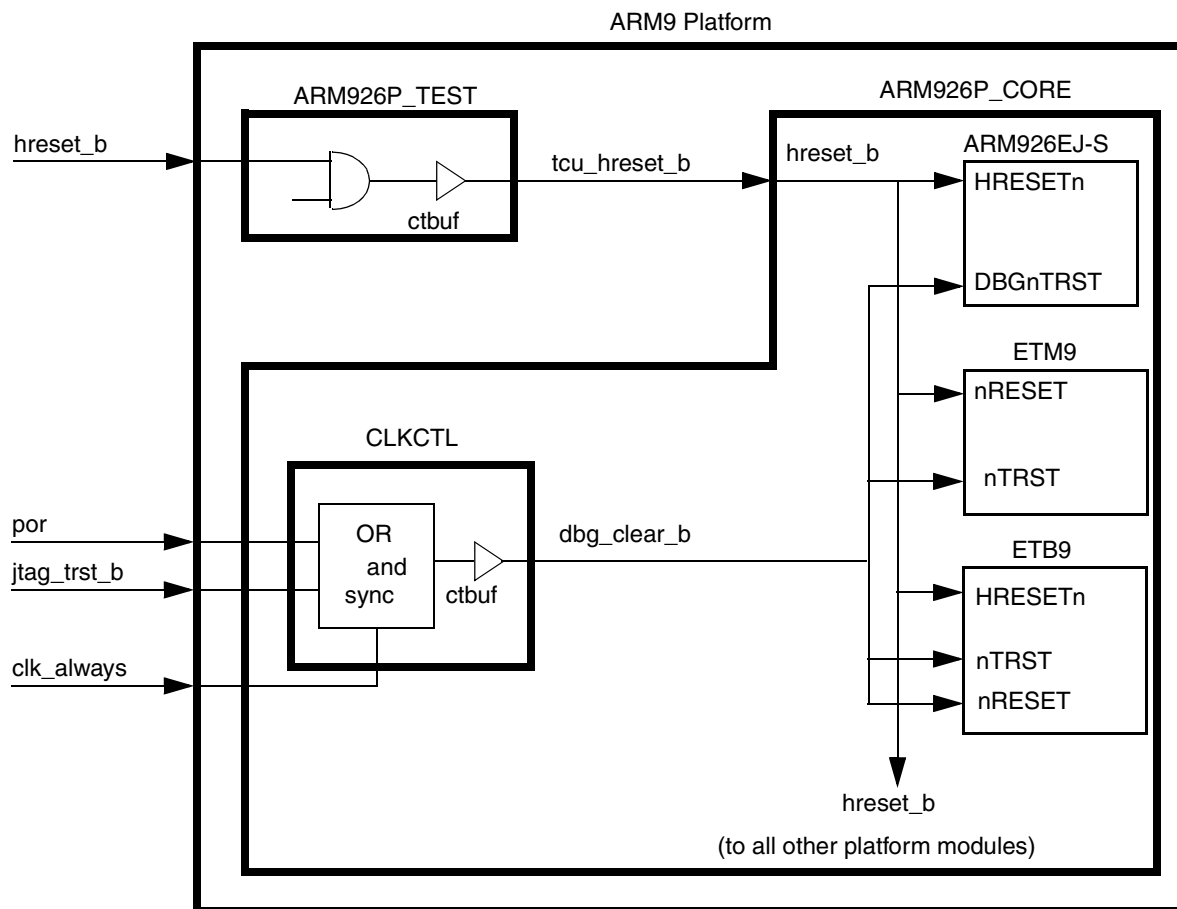 ARM9 Platform
ARM926P_TEST
ARM926P_CORE
hreset_b
tcu_hreset_b
hreset_b
ARM926EJ-S
HRESETn
ctbuf
DBGnTRST
ETM9
nRESET
CLKCTL
nTRST
por
OR
and
sync
dbg_clear_b
ETB9
jtag_trst_b
ctbuf
HRESETn
clk_always
nTRST
nRESET
hreset_b
(to all other platform modules)